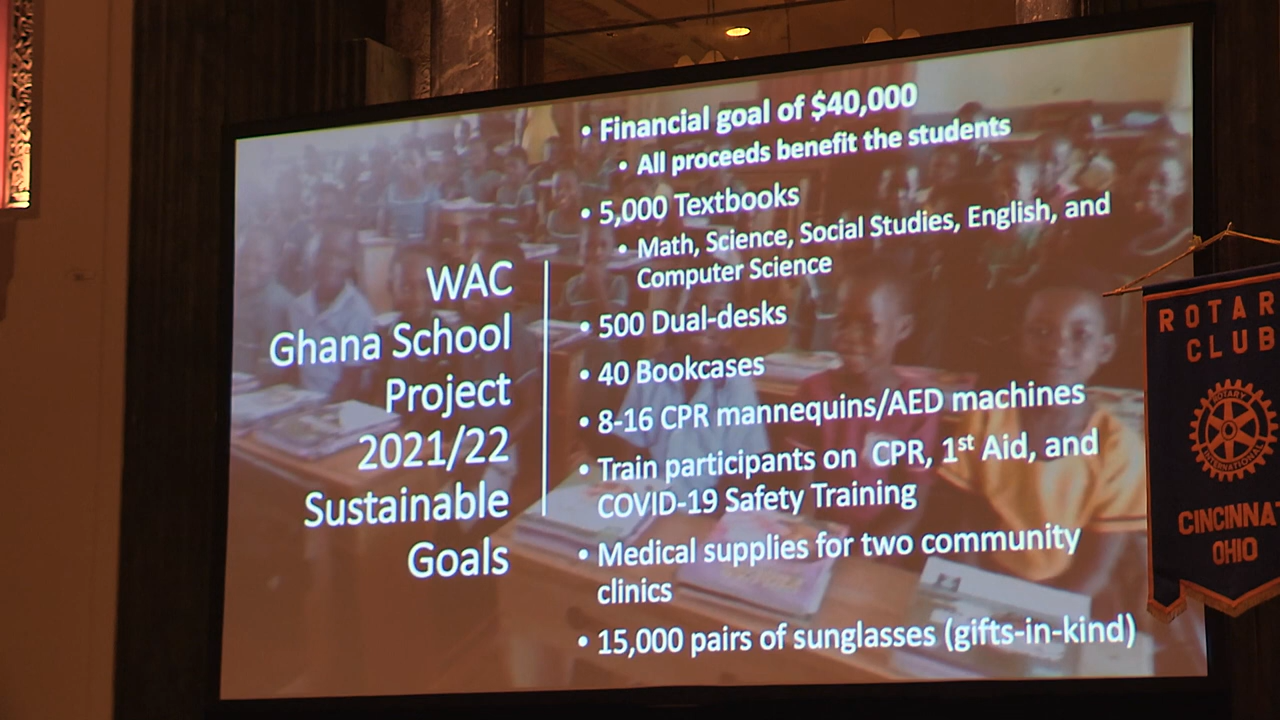 WAC
Ghana School
Project
2021/22
Sustainable
Goals
• Financial goal of $40,000
• All proceeds benefit the students
• 5,000 Textbooks
• Math, Science, Social Studies, English, and
Computer Science
• 500 Dual-desks
• 40 Bookcases
• 8-16 CPR mannequins/AED machines
• Train participants on CPR, 1st Aid, and
COVID-19 Safety Training
• Medical supplies for two community
clinics
• 15,000 pairs of sunglasses (gifts-in-kind)
ROTAR
CLUB
ROTARY
INTERNATIONAL
CINCINNAT
OHIO